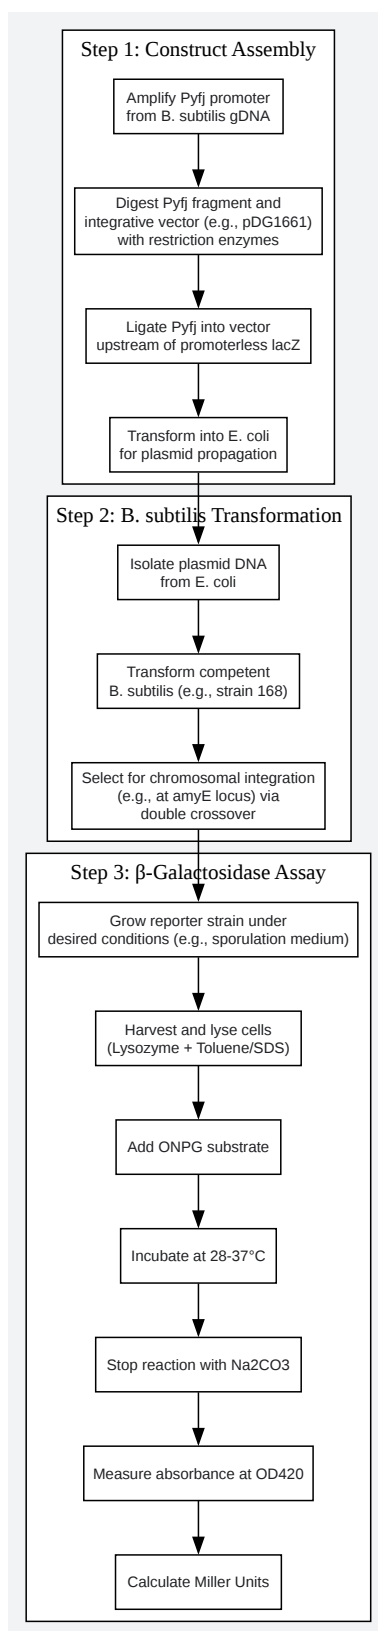 Step 1: Construct Assembly
Amplify Pyfj promoter
from B. subtilis gDNA
Digest Pyfj fragment and
integrative vector (e.g., pDG1661)
with restriction enzymes
Ligate Pyfj into vector
upstream of promoterless lacZ
Transform into E. coli
for plasmid propagation
Step 2: B. subtilis Transformation
Isolate plasmid DNA
from E. coli
Transform competent
B. subtilis (e.g., strain 168)
Select for chromosomal integration
(e.g., at amyE locus) via
double crossover
Step 3: β-Galactosidase Assay
Grow reporter strain under
desired conditions (e.g., sporulation medium)
Harvest and lyse cells
(Lysozyme + Toluene/SDS)
Add ONPG substrate
Incubate at 28-37°C
Stop reaction with Na2CO3
Measure absorbance at OD420
Calculate Miller Units